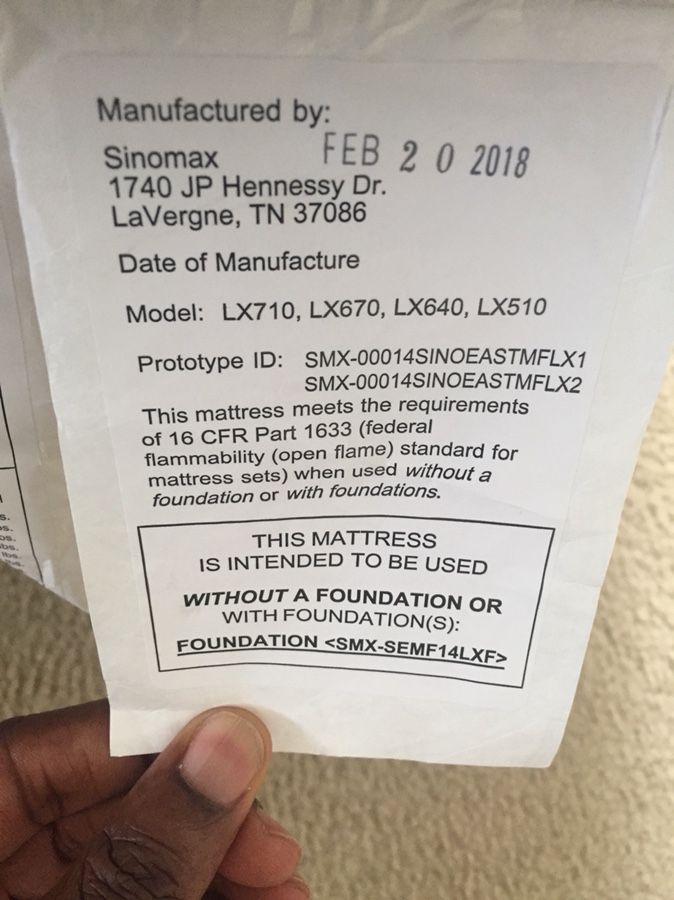 Manufactured by:
FEB 2 0 2018
Sinomax
1740 JP Hennessy Dr.
LaVergne, TN 37086
Date of Manufacture
Model: LX710, LX670, LX640, LX510
Prototype ID: SMX-00014SINOEASTMFLX1
SMX-00014SINOEASTMFLX2
This mattress meets the requirements
of 16 CFR Part 1633 (federal
flammability (open flame) standard for
mattress sets) when used without a
foundation or with foundations.
THIS MATTRESS
IS INTENDED TO BE USED
WITHOUT A FOUNDATION OR
WITH FOUNDATION(S):
FOUNDATION <SMX-SEMF14LXF>